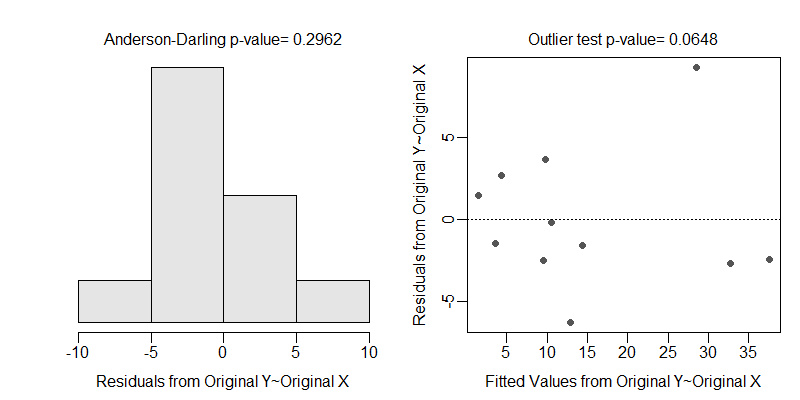 Anderson-Darling p-value= 0.2962
-10 -5 0 5 10
Residuals from Original Y~Original X
Outlier test p-value= 0.0648
Residuals from Original Y~Original X
5
0
-5
5 10 15 20 25 30 35
Fitted Values from Original Y~Original X